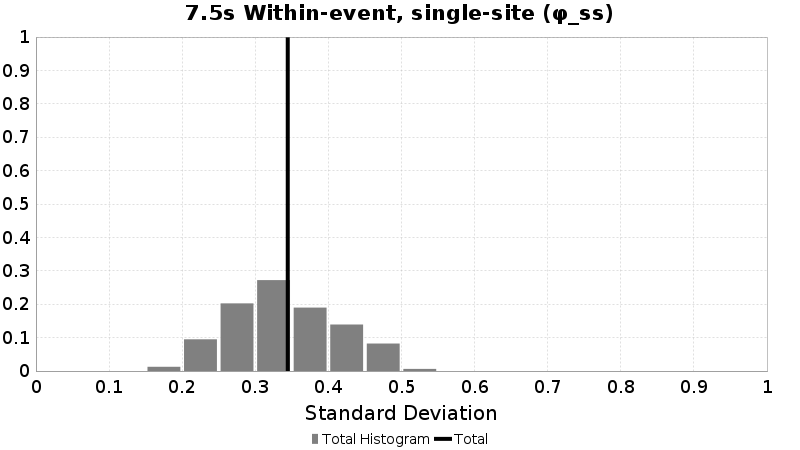 7.5s Within-event, single-site (φ_ss)
1
0.9
0.8
0.7
0.6
0.5
0.4
0.3
0.2
0.1
0
0 0.1 0.2 0.3 0.4 0.5 0.6 0.7 0.8 0.9 1
Standard Deviation
Total Histogram Total